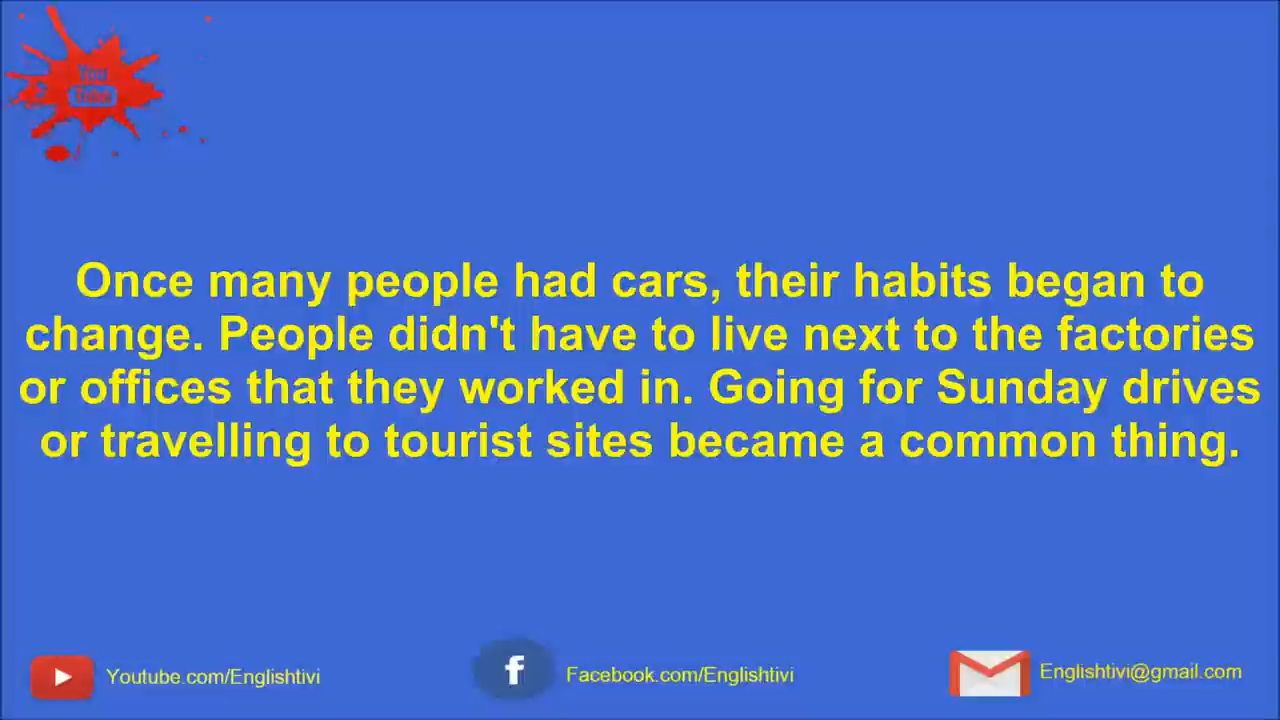 You
Tube
Once many people had cars, their habits began to
change. People didn't have to live next to the factories
or offices that they worked in. Going for Sunday drives
or travelling to tourist sites became a common thing.
Youtube.com/Englishtivi
f
Facebook.com/Englishtivi
Englishtivi@gmail.com